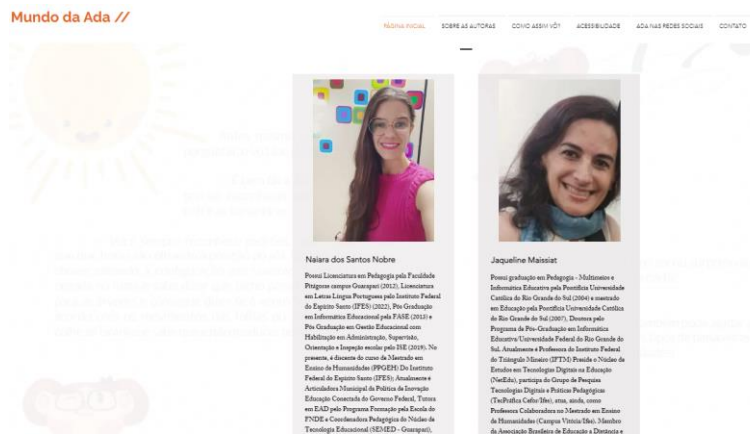 Mundo da Ada //
PÁGINA INICIAL SOBRE AS AUTORAS COMO ASSIM VÓ? ACESSIBILIDADE ADA NAS REDES SOCIAIS CONTATO
Naiara dos Santos Nobre
Possui Licenciatura em Pedagogia pela Faculdade
Pitágoras campus Guarapari (2012), Licenciatura
em Letras Lingua Portuguesa pelo Instituto Federal
do Espírito Santo (IFES) (2022), Pós Graduação
em Informática Educacional pela FASE (2013) e
Pós Graduação em Gestão Educacional com
Habilitação em Administração, Supervisão,
Orientação e Inspeção escolar pelo ISE (2019). No
presente, é discente do curso de Mestrado em
Ensino de Humanidades (PPGEH) Do Instituto
Federal do Espírito Santo (IFES); Atualmente é
Articuladora Municipal da Política de Inovação
Educação Conectada do Governo Federal, Tutora
em EAD pelo Programa Formação pela Escola do
FNDE e Coordenadora Pedagógica do Núcleo de
Tecnologia Educacional (SEMED - Guarapari),
Jaqueline Maissiat
Possui graduação em Pedagogia - Multimeios e
Informática Educativa pela Pontifícia Universidade
Católica do Rio Grande do Sul (2004) e mestrado
em Educação pela Pontifícia Universidade Católica
do Rio Grande do Sul (2007), Doutora pelo
Programa de Pós-Graduação em Informática
Educativa/Universidade Federal do Rio Grande do
Sul. Atualmente é Professora do Instituto Federal
do Triângulo Mineiro (IFTM) Preside o Núcleo de
Estudos em Tecnologias Digitais na Educação
(NetEdu), participa do Grupo de Pesquisa
Tecnologias Digitais e Práticas Pedagógicas
(TecPráfica Cefor/Ifes), atua, ainda, como
Professora Colaboradora no Mestrado em Ensino
de Humanidades (Campus Vitória/Ifes). Membro
da Associação Brasileira de Educação a Distância e